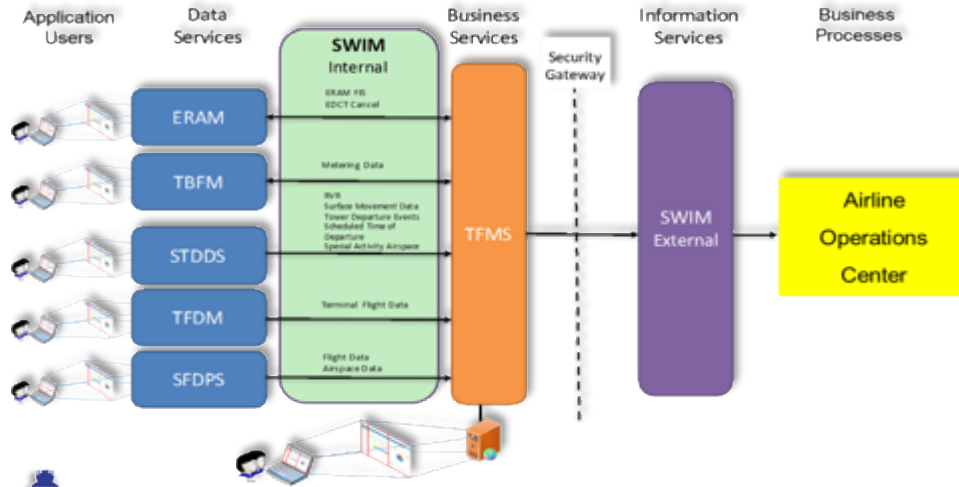 Application
Users
Data
Services
SWIM
Internal
Business
Services
Security
Gateway
Information
Services
Business
Processes
ERAM
ERAM FIS
EDCT Cancel
TBFM
Metering Data
STDDS
RVR
Surface Movement Data
Tower Departure Events
Scheduled Time of
Departure
Special Activity Airspace
TFDM
Terminal Flight Data
SFDPS
Flight Data
Airspace Data
TFMS
SWIM
External
Airline
Operations
Center